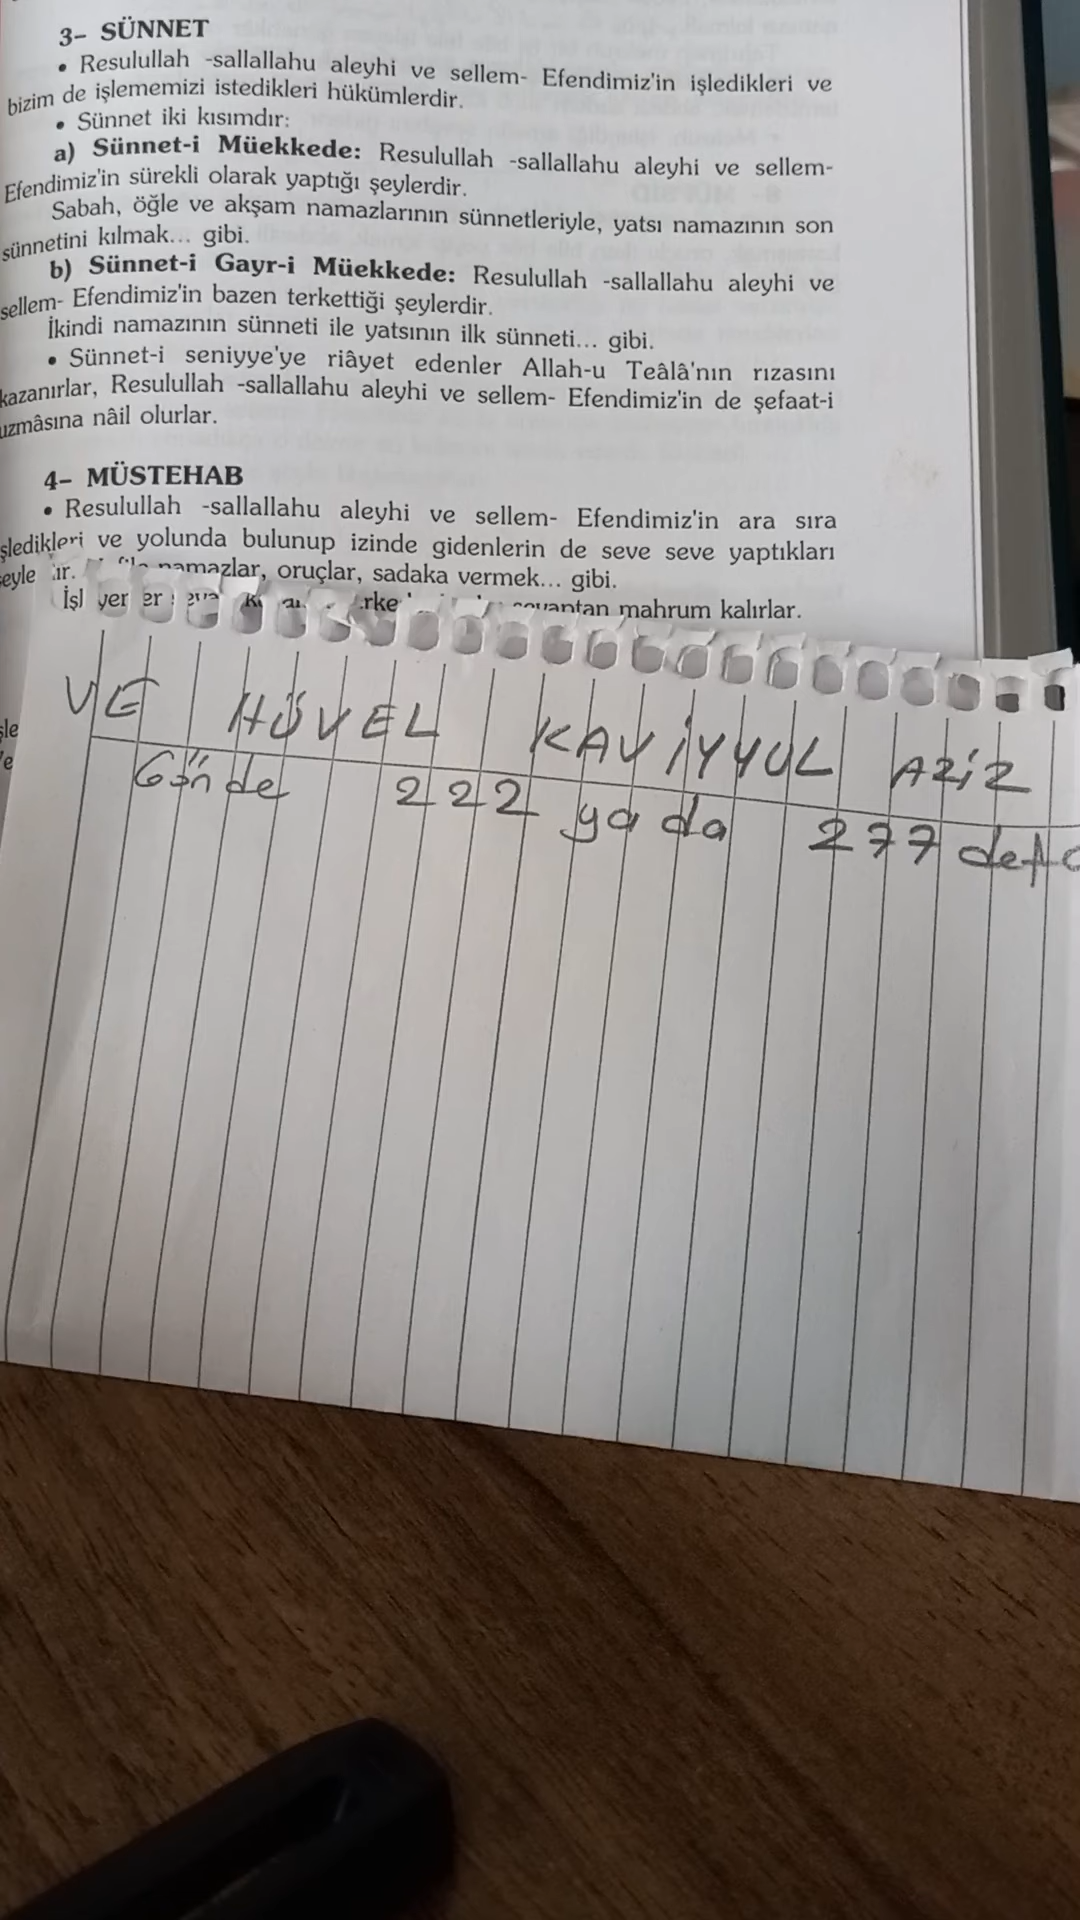 3- SÜNNET
• Resulullah -sallallahu aleyhi ve sellem- Efendimiz'in işledikleri ve
bizim de işlememizi istedikleri hükümlerdir.
• Sünnet iki kısımdır:
a) Sünnet-i Müekkede: Resulullah -sallallahu aleyhi ve sellem-
Efendimiz'in sürekli olarak yaptığı şeylerdir.
Sabah, öğle ve akşam namazlarının sünnetleriyle, yatsı namazının son
sünnetini kılmak... gibi.
b) Sünnet-i Gayr-i Müekkede: Resulullah -sallallahu aleyhi ve
sellem- Efendimiz'in bazen terkettiği şeylerdir.
İkindi namazının sünneti ile yatsının ilk sünneti... gibi.
• Sünnet-i seniyye'ye riâyet edenler Allah-u Teâlâ'nın rızasını
kazanırlar, Resulullah -sallallahu aleyhi ve sellem- Efendimiz'in de şefaat-i
uzmâsına nâil olurlar.
4- MÜSTEHAB
• Resulullah -sallallahu aleyhi ve sellem- Efendimiz'in ara sıra
şledikleri ve yolunda bulunup izinde gidenlerin de seve seve yaptıkları
namazlar, oruçlar, sadaka vermek... gibi.
mahrum kalırlar.
VE HÜVEL KAVİYYUL AZİZ
Günde 222 ya da 277 defa